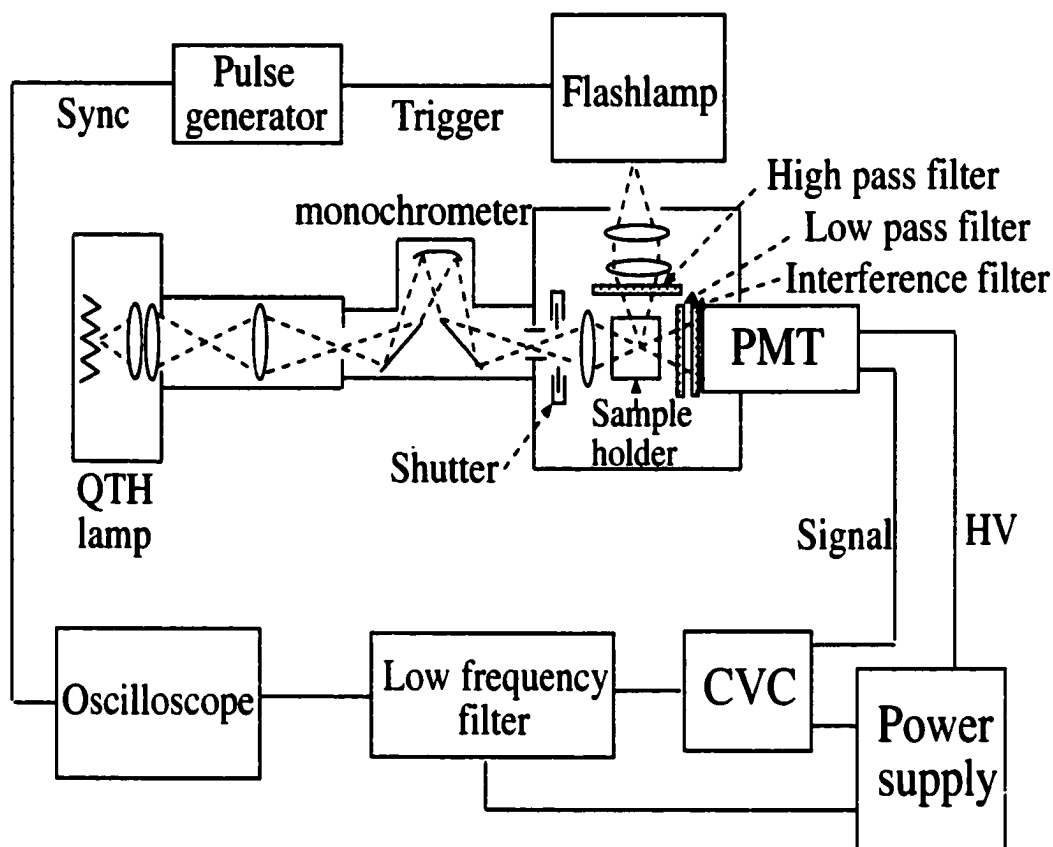 Pulse
generator
Sync
Trigger
Flashlamp
High pass filter
Low pass filter
Interference filter
monochrometer
PMT
Sample
holder
Shutter
QTH
lamp
Signal
HV
Oscilloscope
Low frequency
filter
CVC
Power
supply